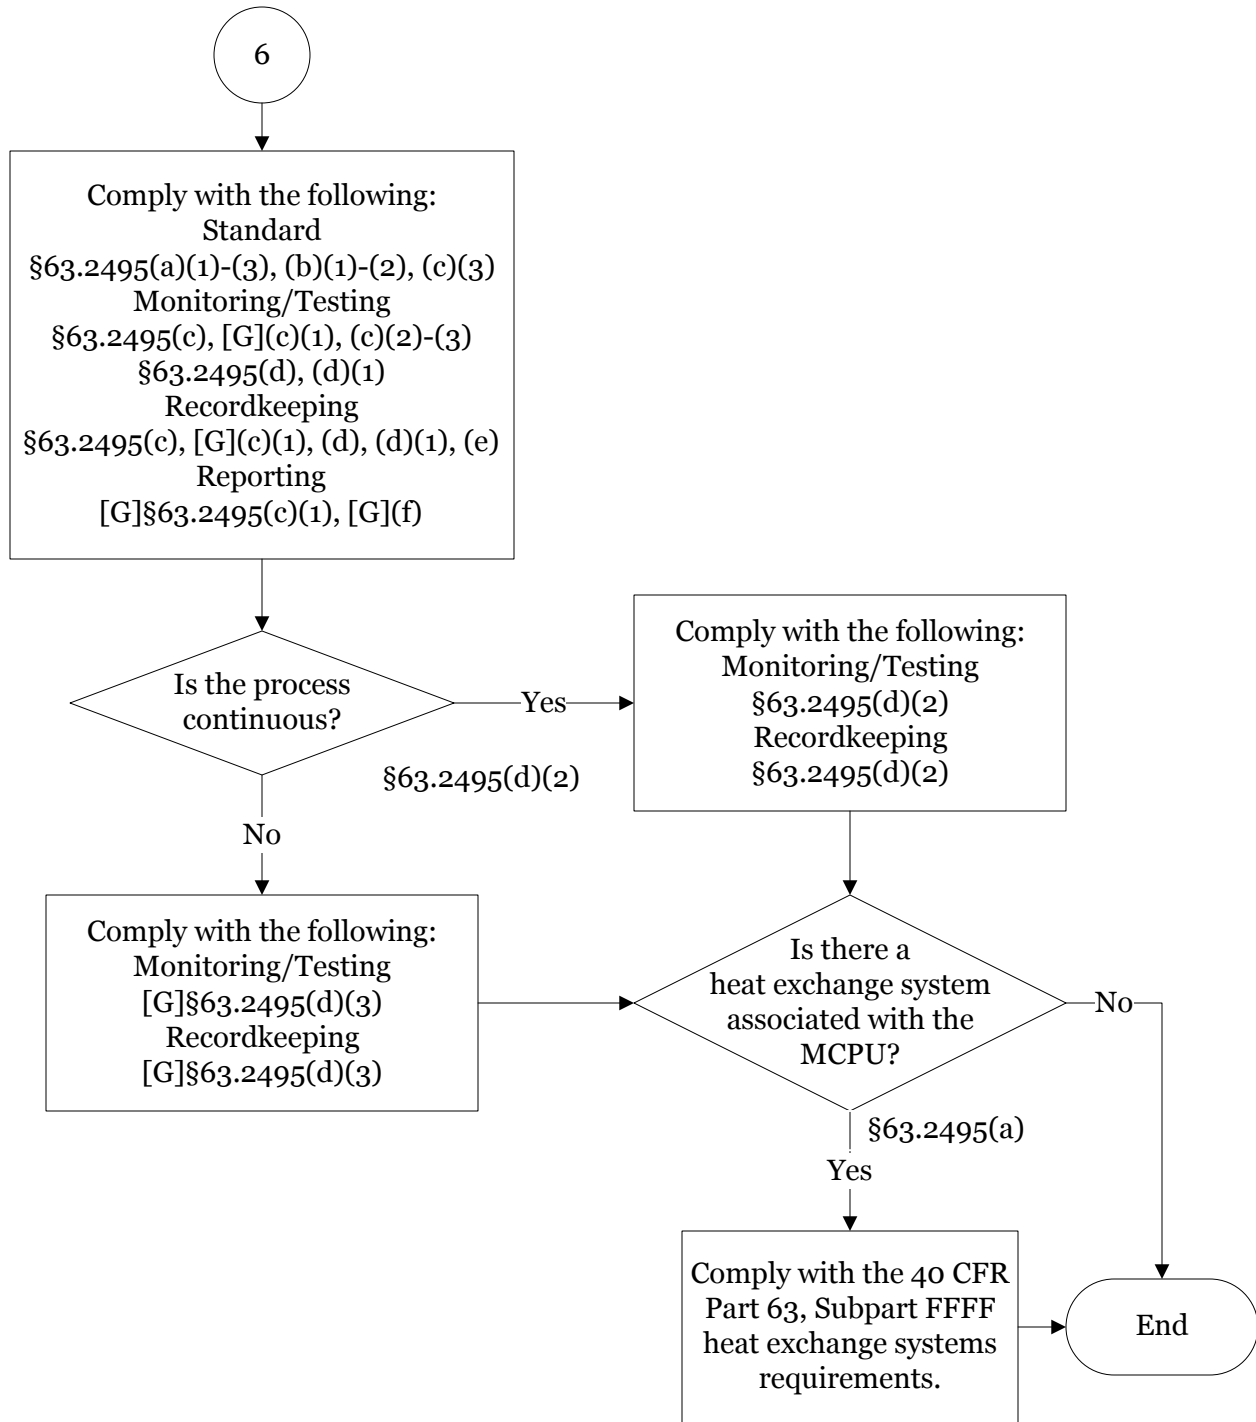 6
Comply with the following:
Standard
§63.2495(a)(1)-(3), (b)(1)-(2), (c)(3)
Monitoring/Testing
§63.2495(c), [G](c)(1), (c)(2)-(3)
§63.2495(d), (d)(1)
Recordkeeping
§63.2495(c), [G](c)(1), (d), (d)(1), (e)
Reporting
[G]§63.2495(c)(1), [G](f)
Is the process
continuous?
Yes
§63.2495(d)(2)
No
Comply with the following:
Monitoring/Testing
§63.2495(d)(2)
Recordkeeping
§63.2495(d)(2)
Comply with the following:
Monitoring/Testing
[G]§63.2495(d)(3)
Recordkeeping
[G]§63.2495(d)(3)
Is there a
heat exchange system
associated with the
MCPU?
No
§63.2495(a)
Yes
Comply with the 40 CFR
Part 63, Subpart FFFF
heat exchange systems
requirements.
End